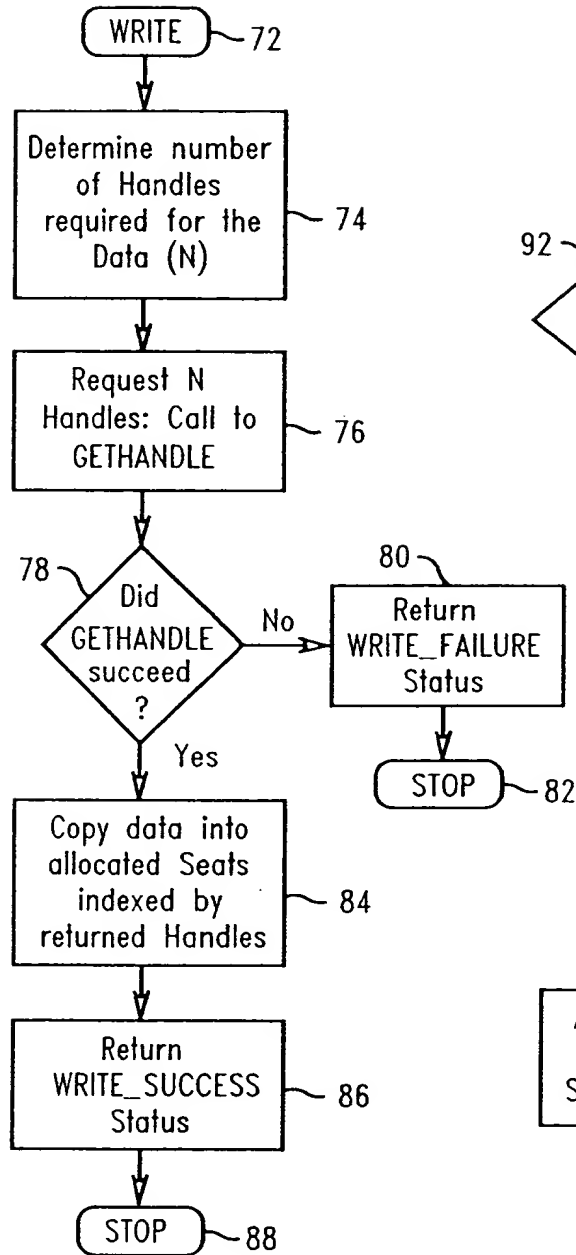 WRITE
72
Determine number
of Handles
required for the
Data (N)
74
Request N
Handles: Call to
GETHANDLE
76
78
Did
GETHANDLE
succeed
?
No
Yes
80
Return
WRITE_FAILURE
Status
STOP
82
Copy data into
allocated Seats
indexed by
returned Handles
84
Return
WRITE_SUCCESS
Status
86
STOP
88
92
S